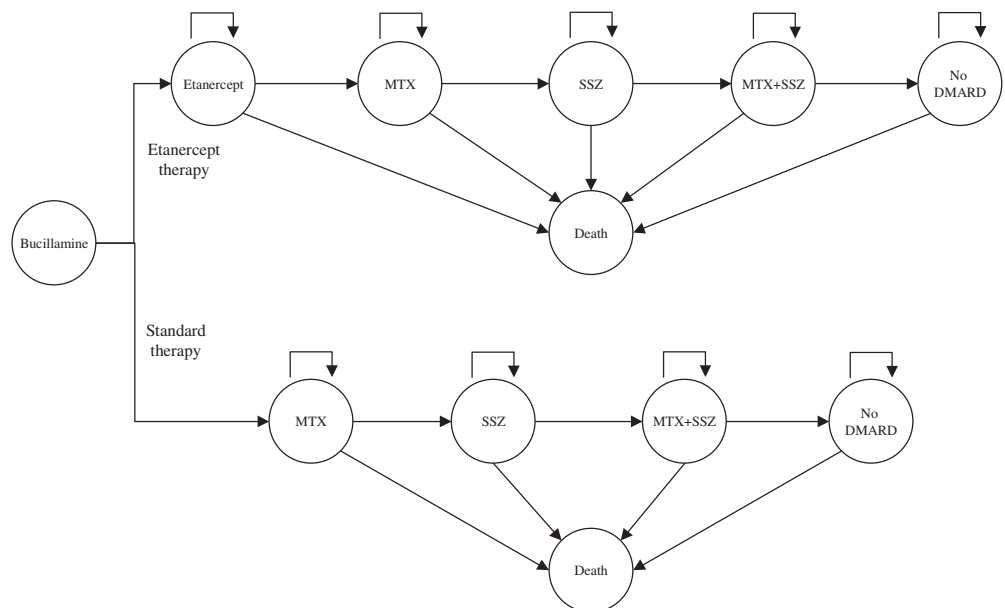 Etanercept
MTX
SSZ
MTX+SSZ
No
DMARD
Etanercept
therapy
Death
Bucillamine
Standard
therapy
MTX
SSZ
MTX+SSZ
No
DMARD
Death